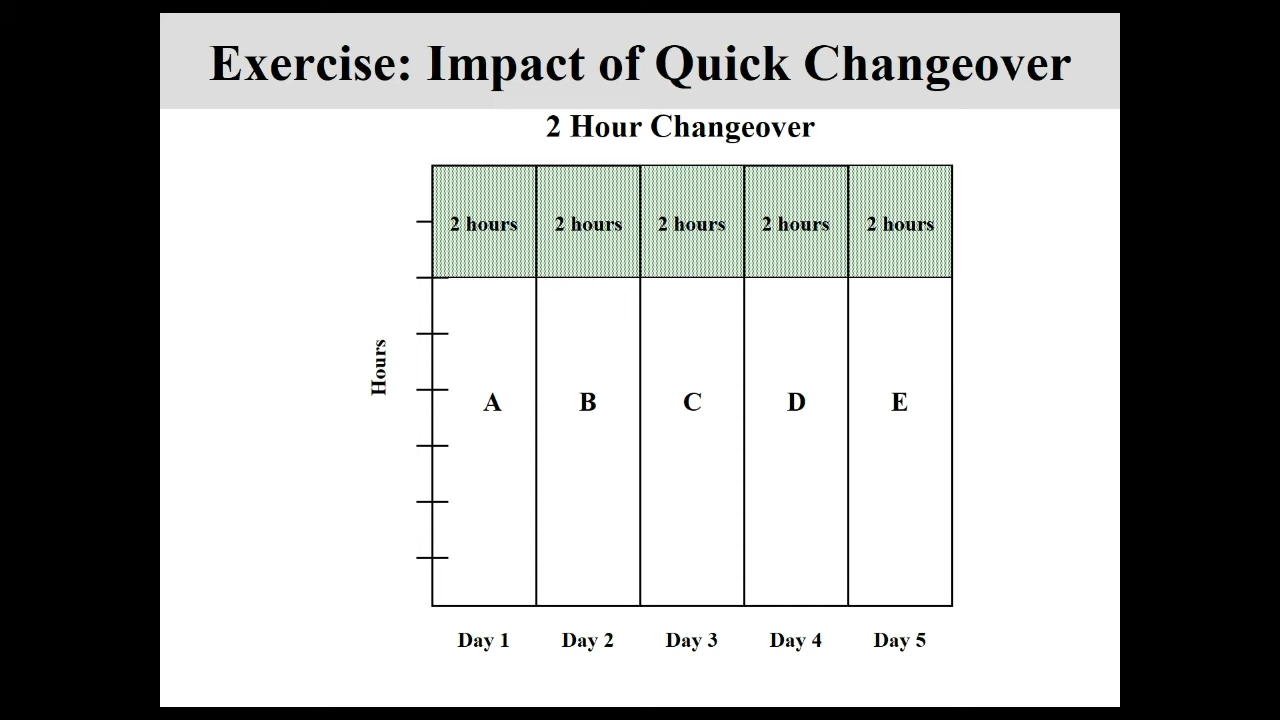 Exercise: Impact of Quick Changeover
2 Hour Changeover
2 hours 2 hours 2 hours 2 hours 2 hours
Hours
A B C D E
Day 1 Day 2 Day 3 Day 4 Day 5